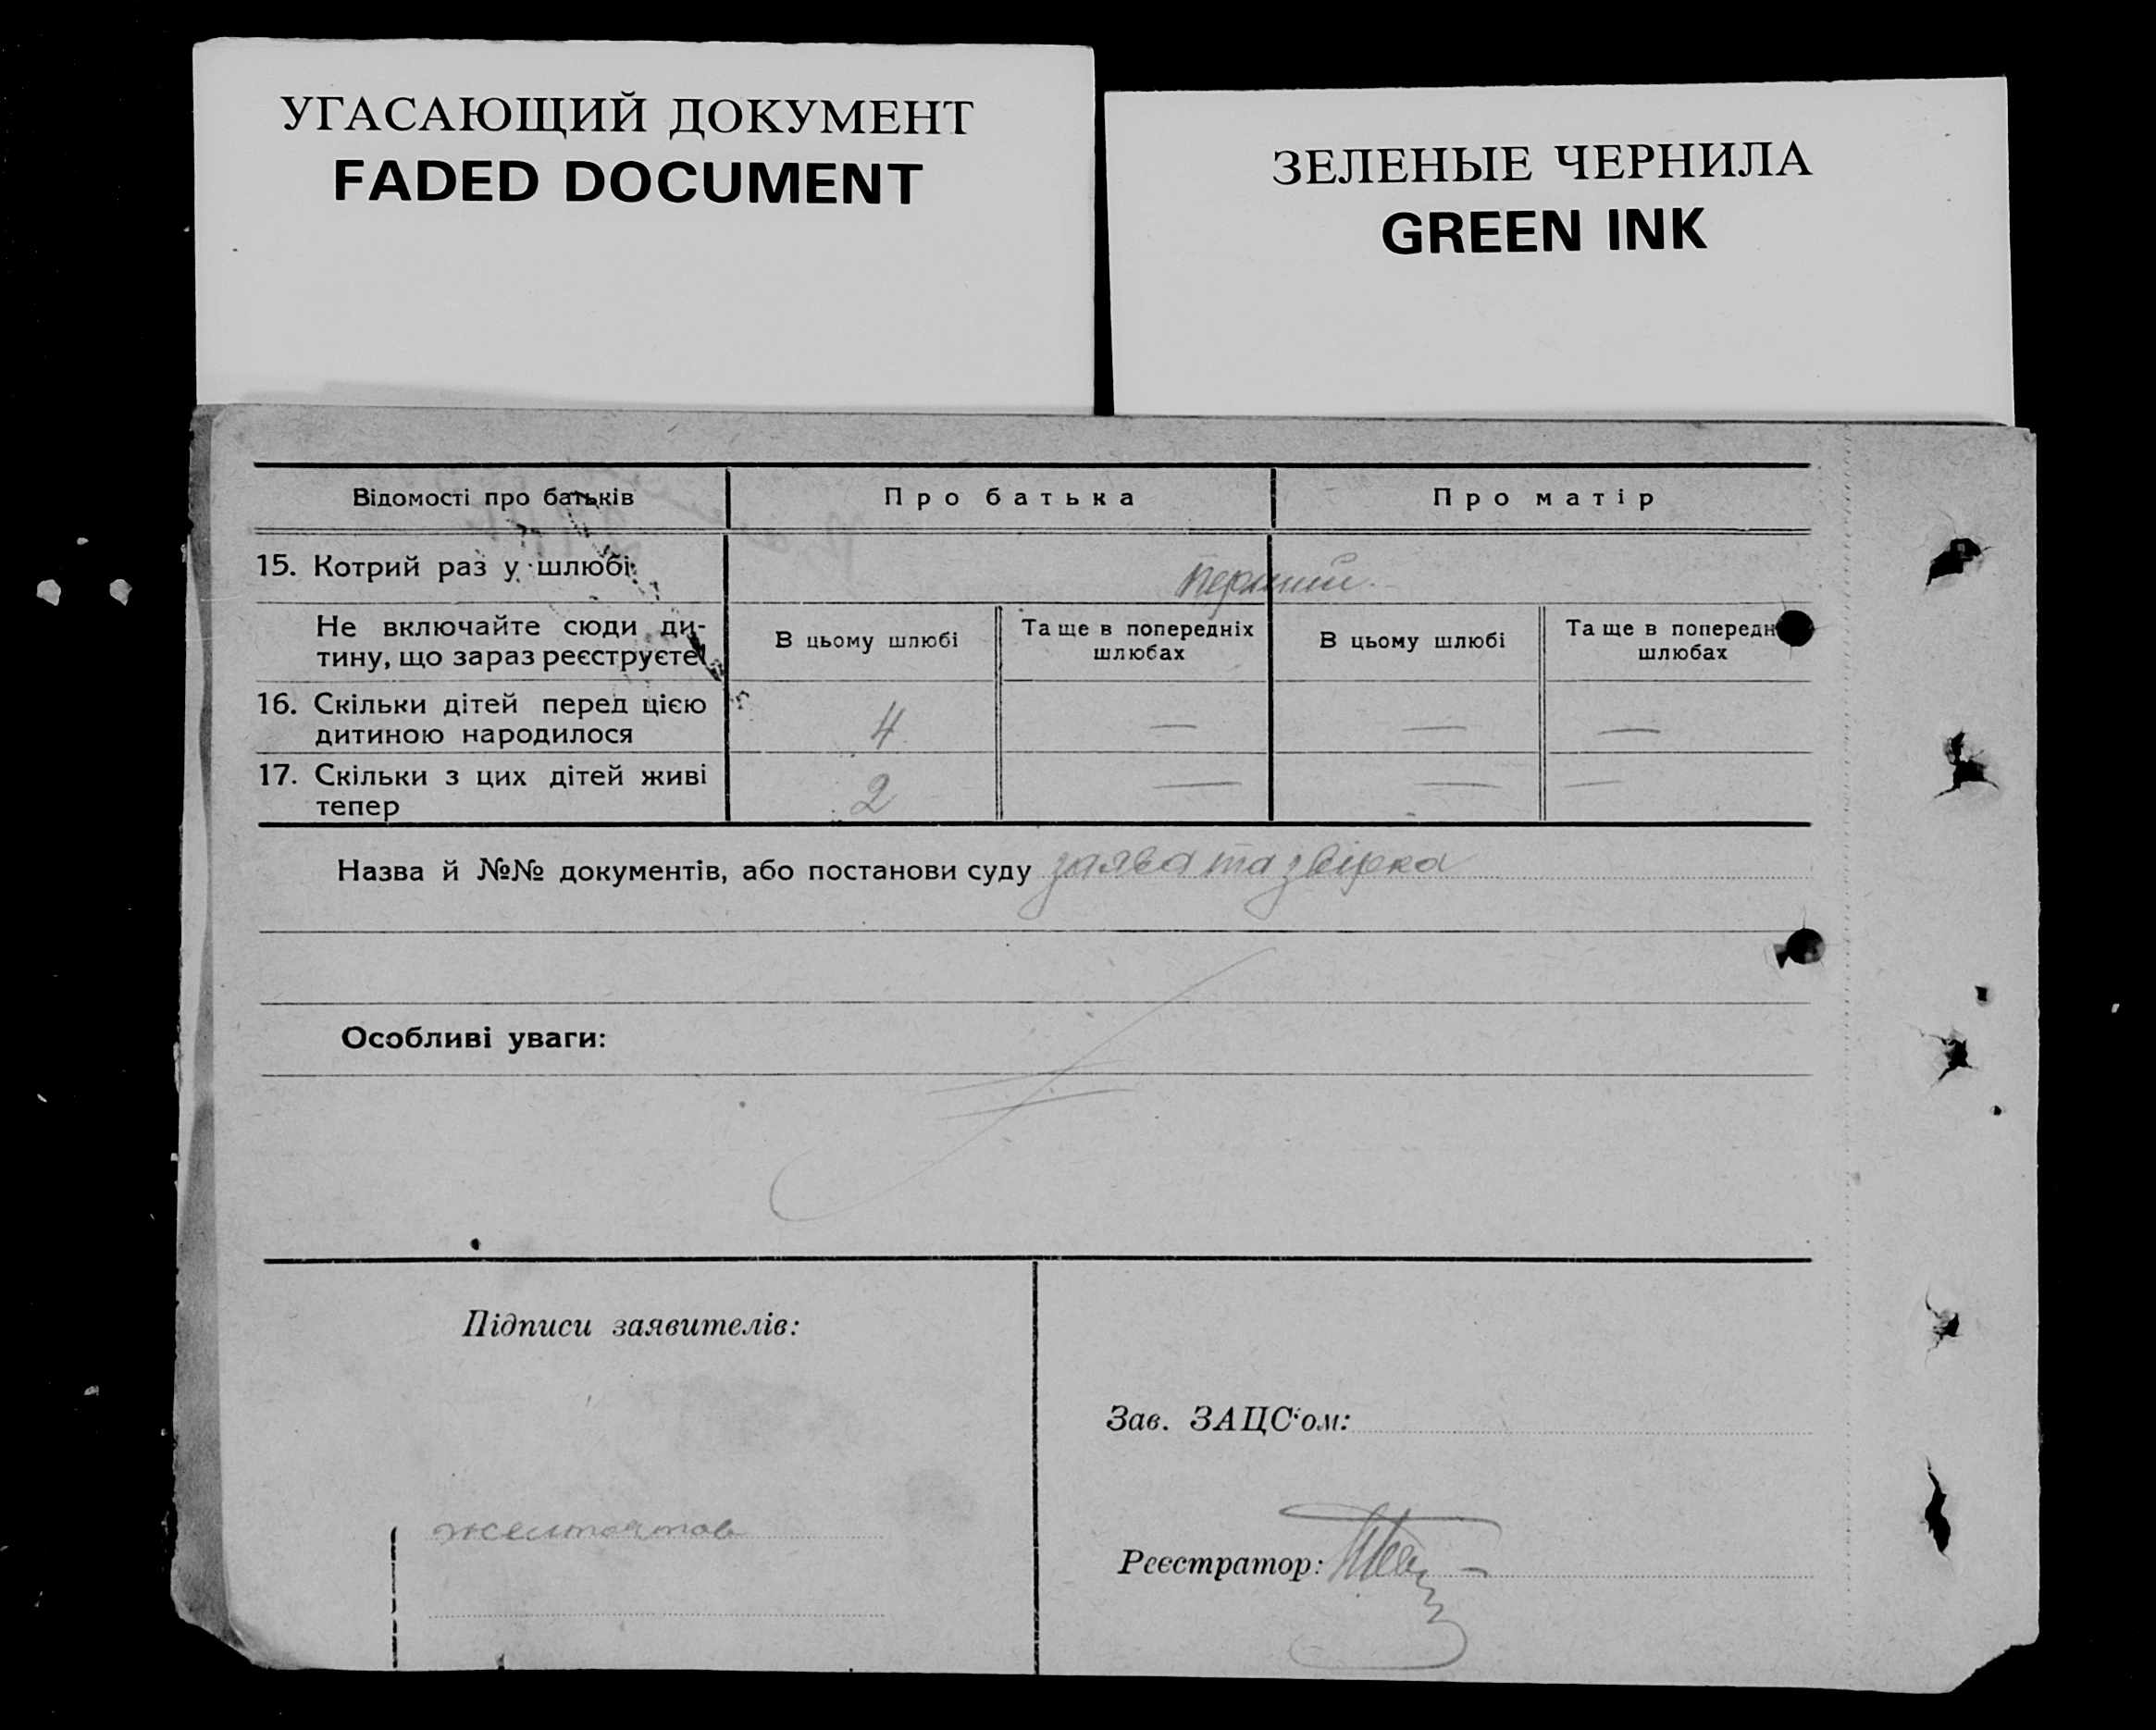 УГАСАЮЩИЙ ДОКУМЕНТ
FADED DOCUMENT
ЗЕЛЕНЫЕ ЧЕРНИЛА
GREEN INK
Відомості про батьків
Про батька
Про матір
15. Котрий раз у шлюбі
перший
Не включайте сюди ди-
тину, що зараз реєструєте
В цьому шлюбі
Та ще в попередніх
шлюбах
В цьому шлюбі
Та ще в попередн
шлюбах
16. Скільки дітей перед цією
дитиною народилося
4 — — —
17. Скільки з цих дітей живі
тепер
2 — — —
Назва й №№ документів, або постанови суду заява та звірка
Особливі уваги:
Підписи заявителів:
Зав. ЗАЦС'ом:
Реєстратор: